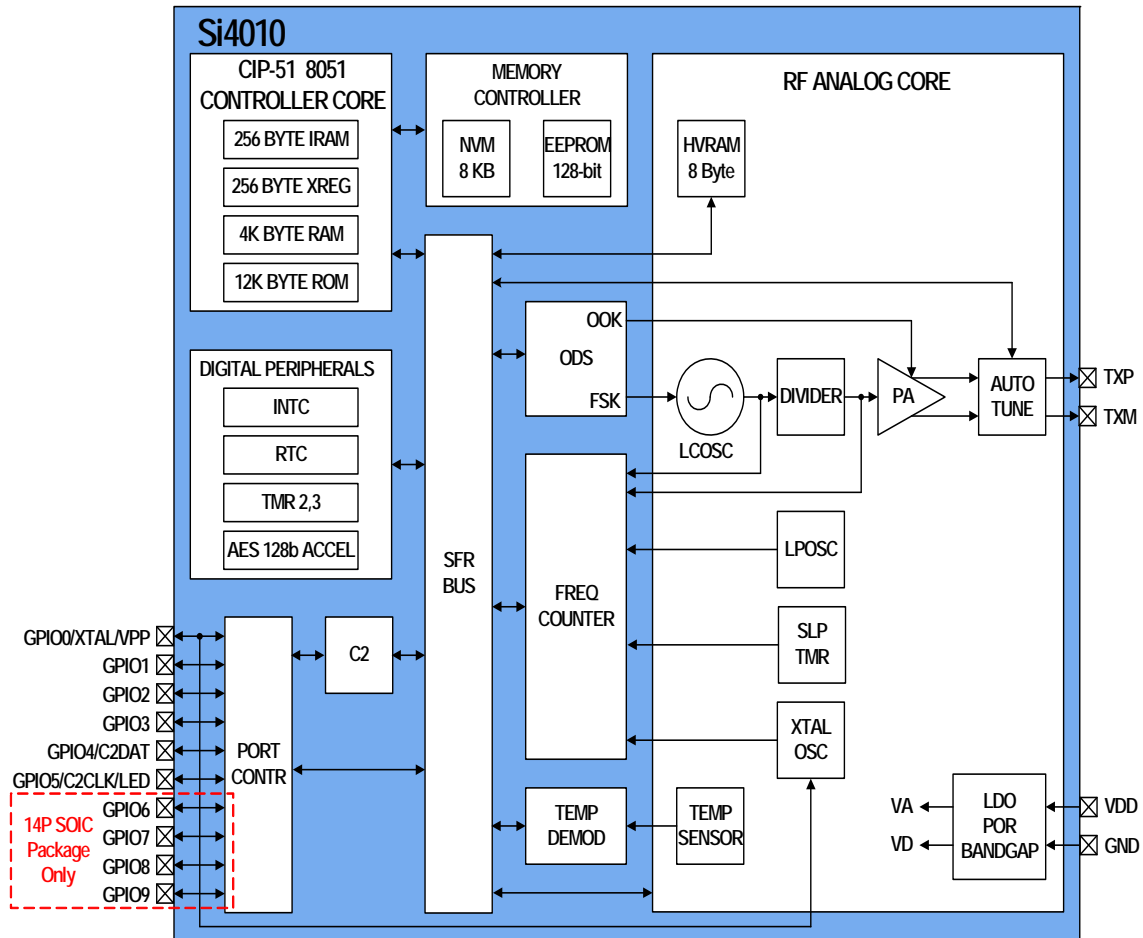 Si4010
CIP-51 8051
CONTROLLER CORE
256 BYTE IRAM
256 BYTE XREG
4K BYTE RAM
12K BYTE ROM
MEMORY
CONTROLLER
NVM
8 KB
EEPROM
128-bit
RF ANALOG CORE
HVRAM
8 Byte
DIGITAL PERIPHERALS
INTC
RTC
TMR 2,3
AES 128b ACCEL
SFR
BUS
OOK
ODS
FSK
LCOSC
DIVIDER
PA
AUTO
TUNE
TXP
TXM
FREQ
COUNTER
LPOSC
SLP
TMR
XTAL
OSC
GPIO0/XTAL/VPP
GPIO1
GPIO2
GPIO3
GPIO4/C2DAT
GPIO5/C2CLK/LED
GPIO6
GPIO7
GPIO8
GPIO9
14P SOIC
Package
Only
PORT
CONTR
C2
TEMP
DEMOD
TEMP
SENSOR
VA
VD
LDO
POR
BANDGAP
VDD
GND